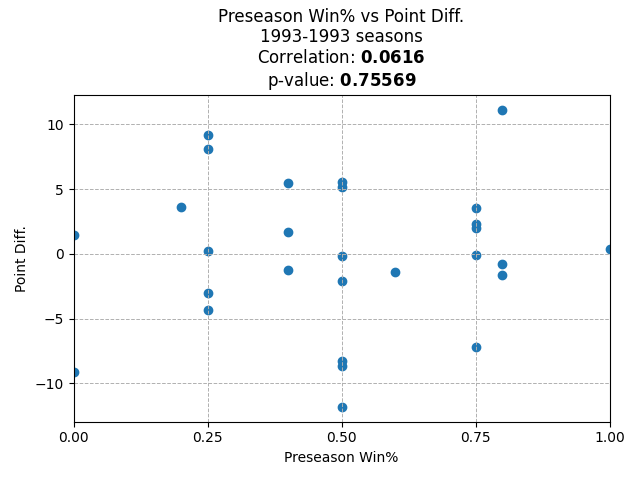 Preseason Win% vs Point Diff.
1993-1993 seasons
Correlation: 0.0616
p-value: 0.75569
10
5
0
−5
−10
Point Diff.
0.00 0.25 0.50 0.75 1.00
Preseason Win%